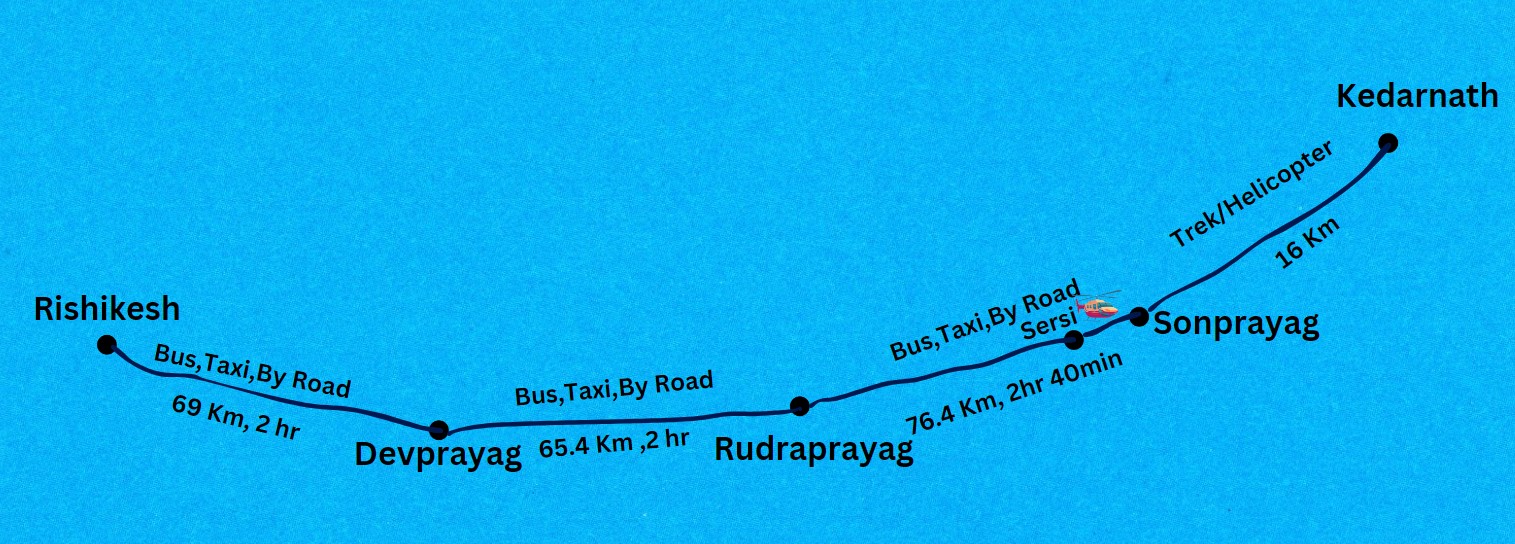 Kedarnath
Trek/Helicopter
16 Km
Rishikesh
Bus,Taxi,By Road
69 Km, 2 hr
Devprayag
Bus,Taxi,By Road
65.4 Km ,2 hr
Rudraprayag
Bus,Taxi,By Road
Sersi
76.4 Km, 2hr 40min
Sonprayag